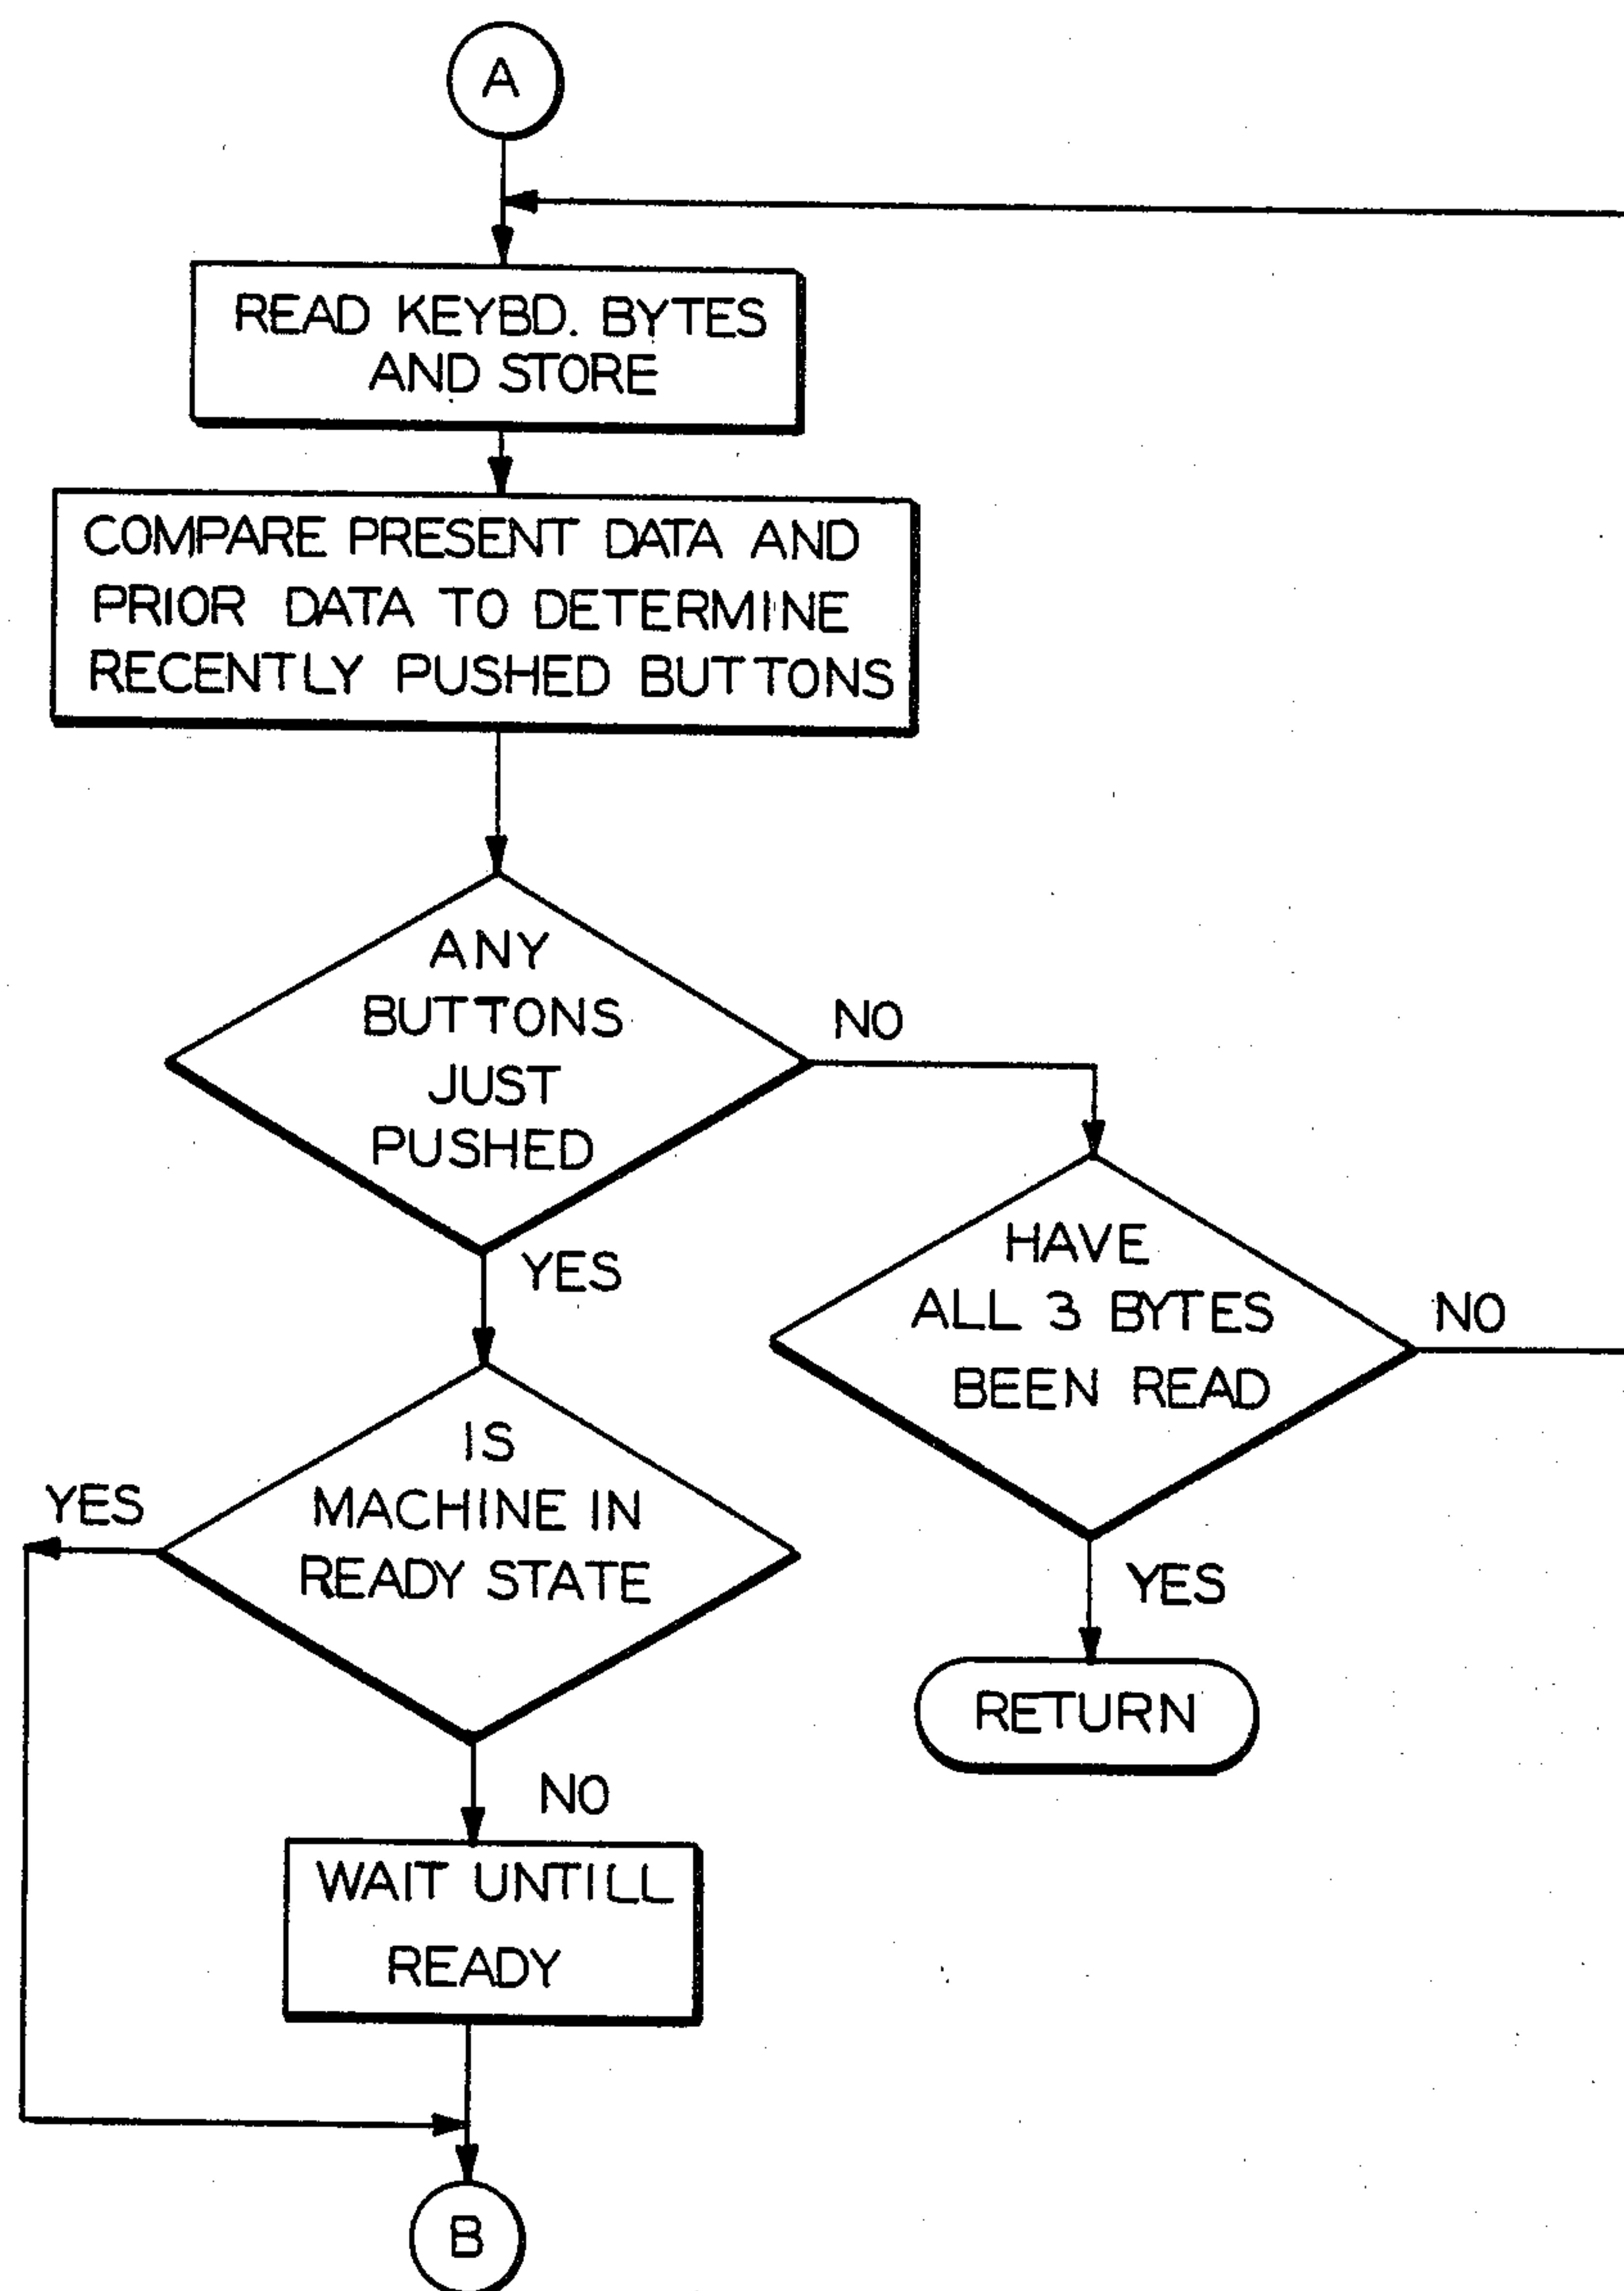 A
READ KEYBD. BYTES
AND STORE
COMPARE PRESENT DATA AND
PRIOR DATA TO DETERMINE
RECENTLY PUSHED BUTTONS
ANY
BUTTONS
JUST
PUSHED
NO
YES
HAVE
ALL 3 BYTES
BEEN READ
NO
YES
RETURN
IS
MACHINE IN
READY STATE
YES
NO
WAIT UNTILL
READY
B